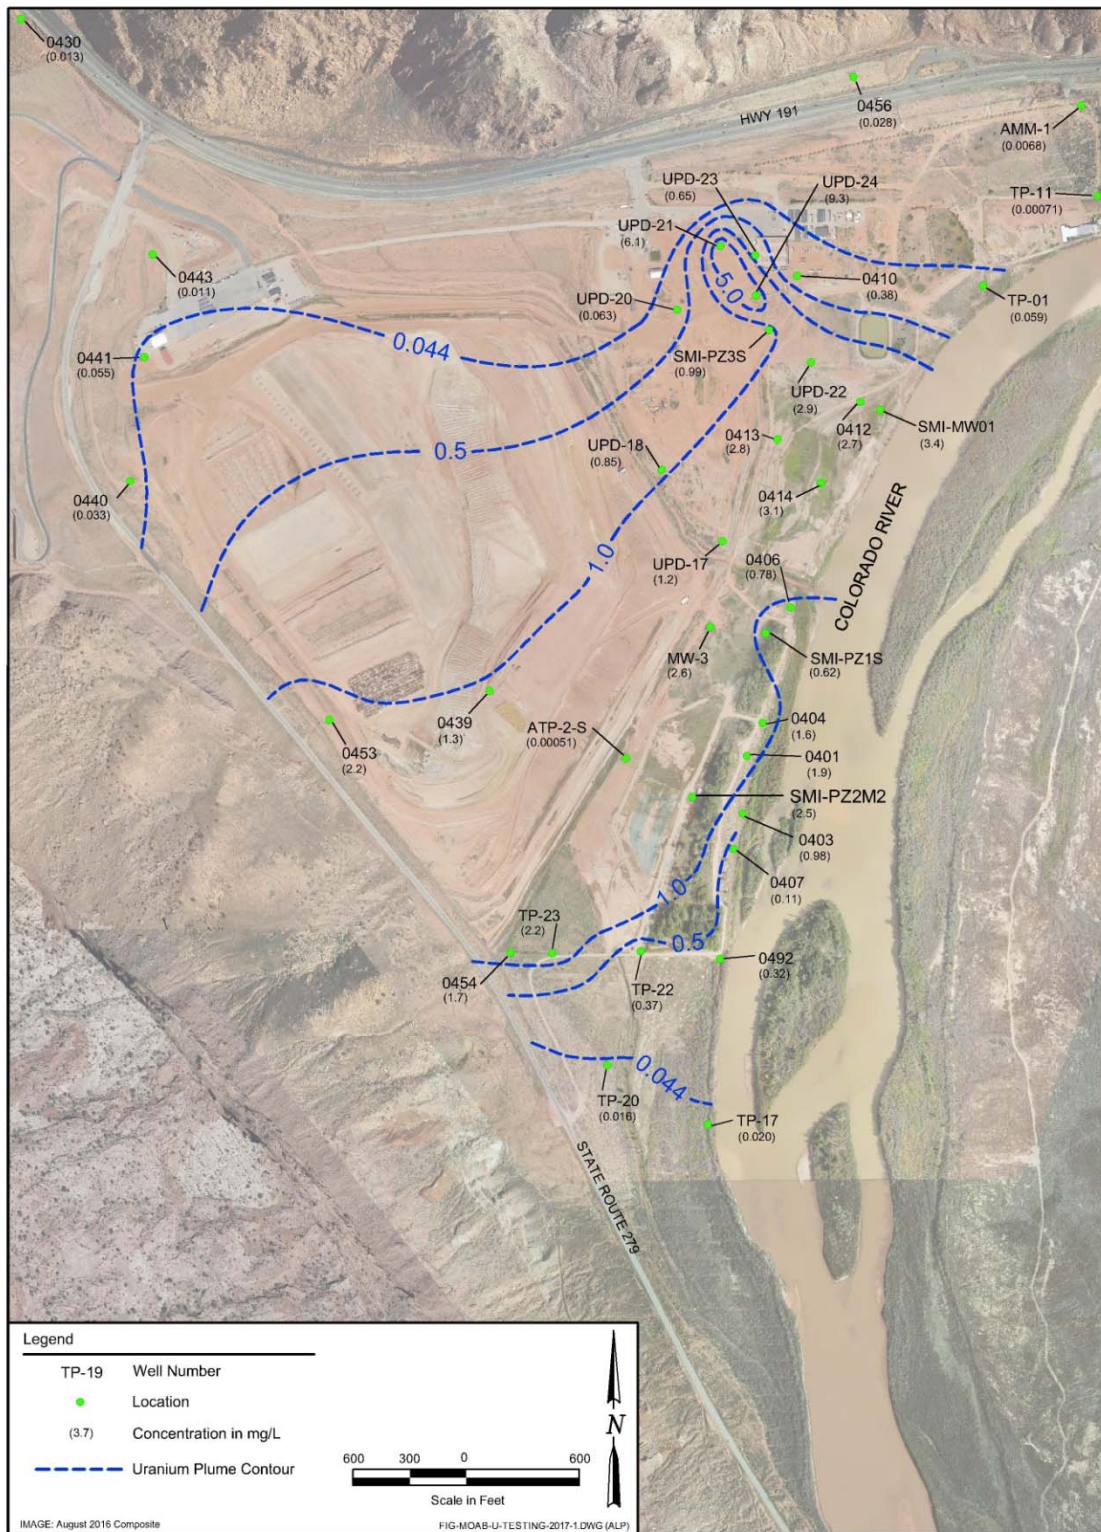 0430
(0.013)
0456
(0.028)
HWY 191
AMM-1
(0.0068)
UPD-23
(0.65)
UPD-24
(9.3)
TP-11
(0.00071)
UPD-21
(6.1)
5.0
0443
(0.011)
0410
(0.38)
TP-01
(0.059)
UPD-20
(0.063)
0.044
0441
(0.055)
SMI-PZ3S
(0.99)
UPD-22
(2.9)
0412
(2.7)
SMI-MW01
(3.4)
0413
(2.8)
0.5
UPD-18
(0.85)
0440
(0.033)
0414
(3.1)
COLORADO RIVER
UPD-17
(1.2)
1.0
0406
(0.78)
MW-3
(2.6)
SMI-PZ1S
(0.62)
0439
(1.3)
0453
(2.2)
ATP-2-S
(0.00051)
0404
(1.6)
0401
(1.9)
SMI-PZ2M2
(2.5)
0403
(0.98)
0407
(0.11)
1.0
TP-23
(2.2)
0.5
0454
(1.7)
TP-22
(0.37)
0492
(0.32)
0.044
TP-20
(0.016)
TP-17
(0.020)
STATE ROUTE 279
Legend
TP-19 Well Number
Location
(3.7) Concentration in mg/L
Uranium Plume Contour
N
600 300 0 600
Scale in Feet
IMAGE: August 2016 Composite
FIG-MOAB-U-TESTING-2017-1.DWG (ALP)